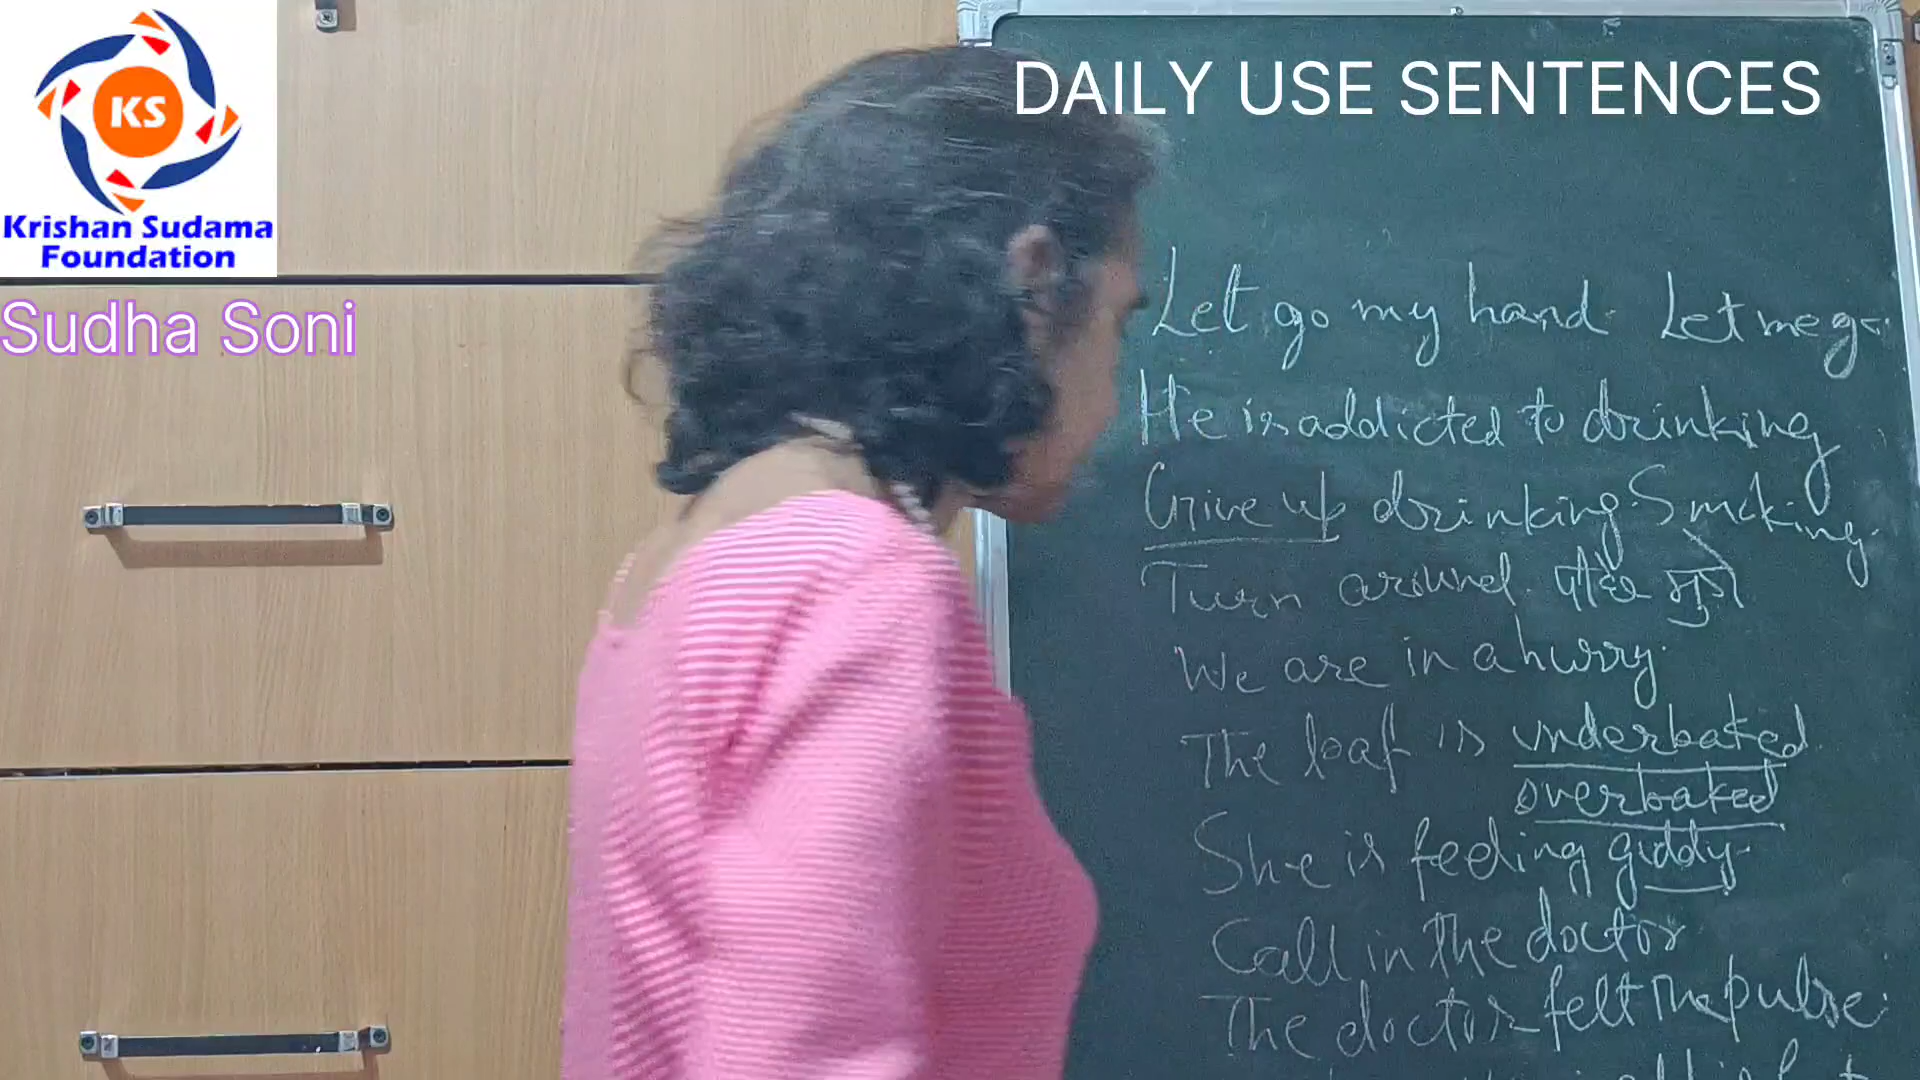 KS
Krishan Sudama
Foundation
Sudha Soni
DAILY USE SENTENCES
Let go my hand. Let me go.
He is addicted to drinking
Give up drinking. Smoking.
Turn around. पीछे मुड़ो
We are in a hurry.
The loaf is underbaked
overbaked
She is feeling giddy.
Call in the doctor
The doctor felt the pulse.